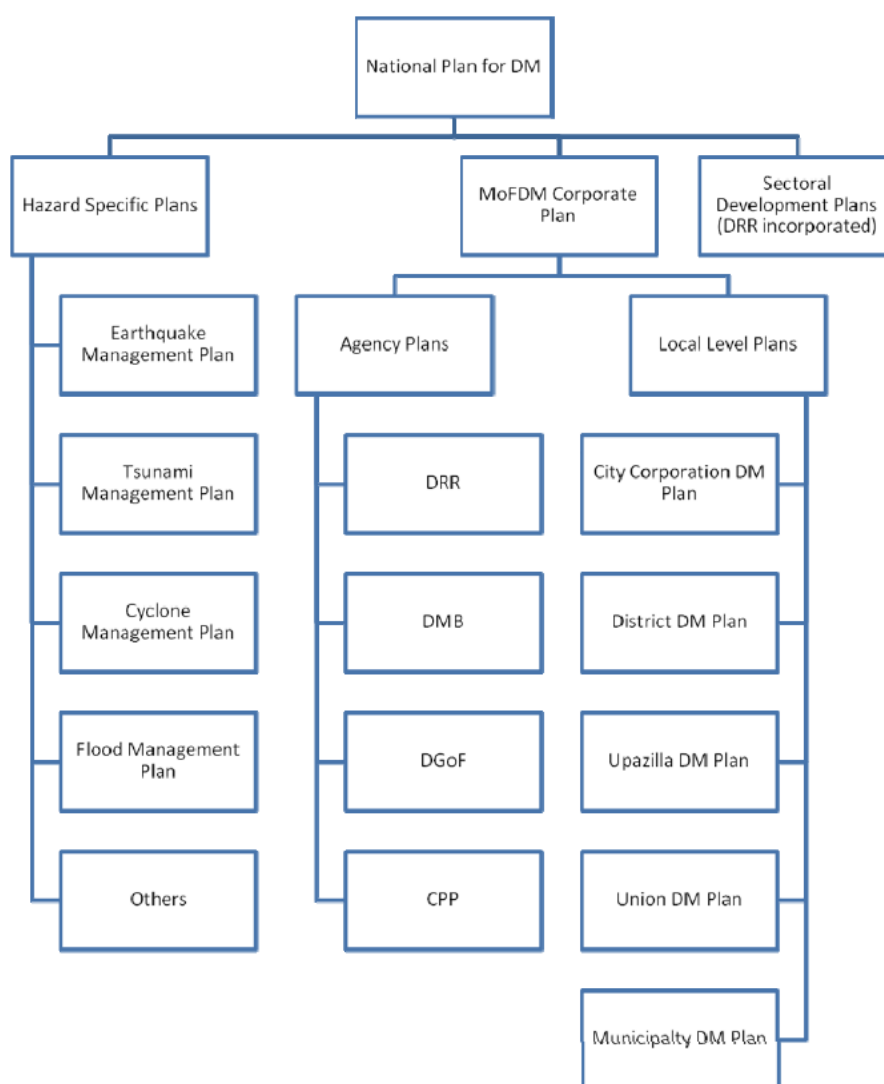 National Plan for DM
Hazard Specific Plans
MoFDM Corporate
Plan
Sectoral
Development Plans
(DRR incorporated)
Earthquake
Management Plan
Agency Plans
Local Level Plans
Tsunami
Management Plan
DRR
City Corporation DM
Plan
Cyclone
Management Plan
DMB
District DM Plan
Flood Management
Plan
DGoF
Upazilla DM Plan
Others
CPP
Union DM Plan
Municipalty DM Plan